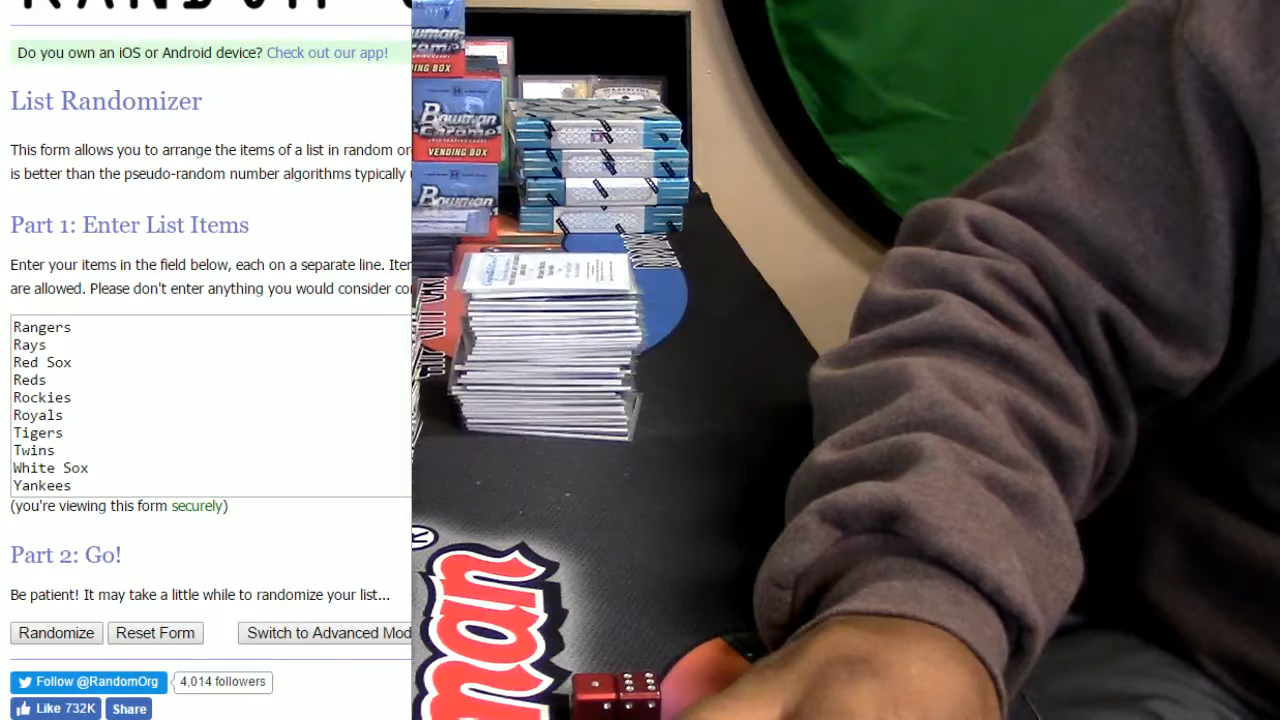 Do you own an iOS or Android device? Check out our app!
List Randomizer
This form allows you to arrange the items of a list in random or
is better than the pseudo-random number algorithms typically
Part 1: Enter List Items
Enter your items in the field below, each on a separate line. Iter
are allowed. Please don't enter anything you would consider co
Rangers
Rays
Red Sox
Reds
Rockies
Royals
Tigers
Twins
White Sox
Yankees
(you're viewing this form securely)
Part 2: Go!
Be patient! It may take a little while to randomize your list...
Randomize
Reset Form
Switch to Advanced Mod
Follow @RandomOrg
4,014 followers
Like 732K
Share
Chrome
ING BOX
Bowman
Chrome
VENDING BOX
Bowman